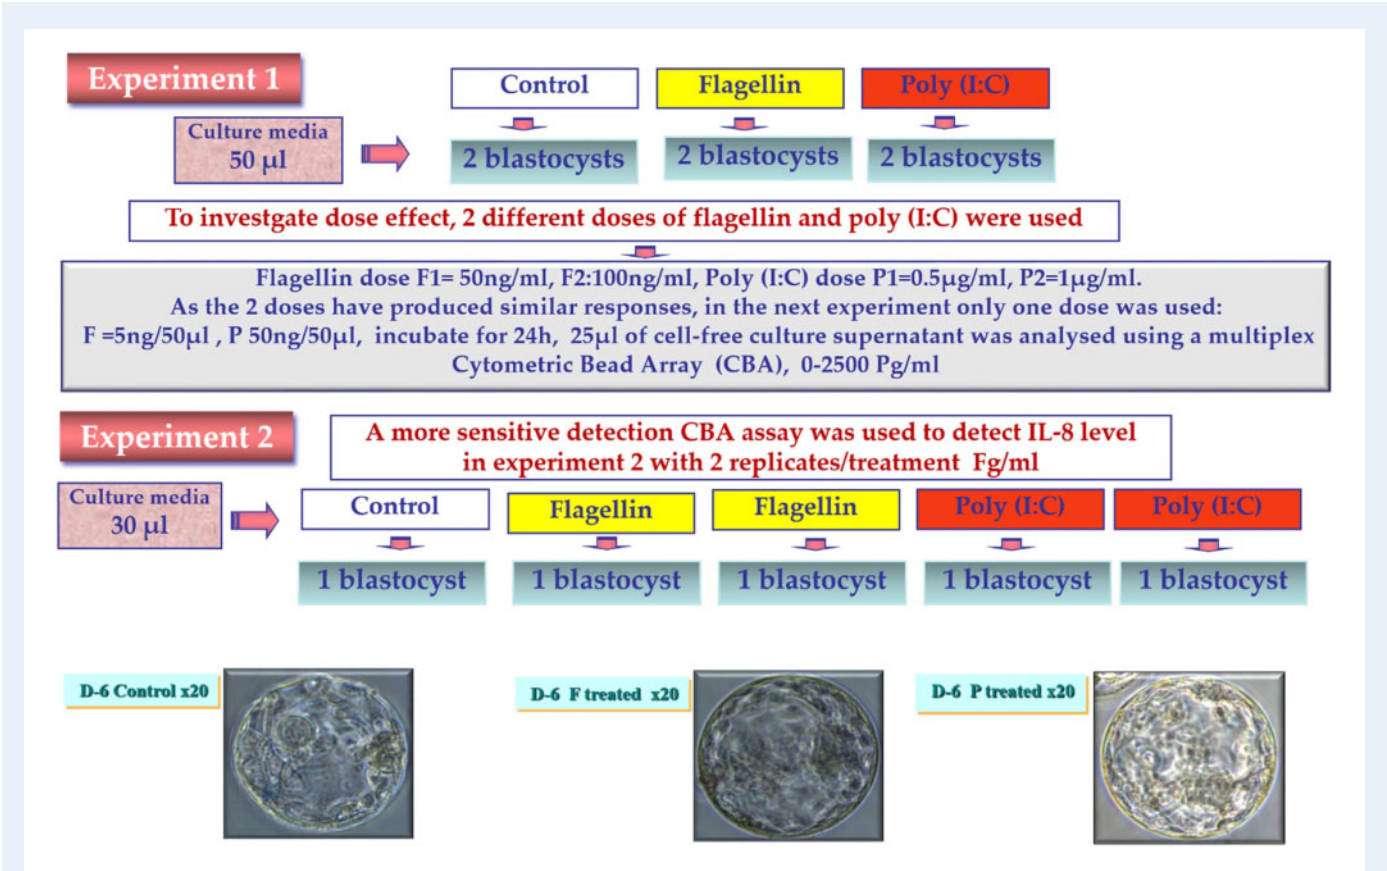 Experiment 1
Control
Flagellin
Poly (I:C)
Culture media
50 µl
2 blastocysts
2 blastocysts
2 blastocysts
To investgate dose effect, 2 different doses of flagellin and poly (I:C) were used
Flagellin dose F1= 50ng/ml, F2:100ng/ml, Poly (I:C) dose P1=0.5µg/ml, P2=1µg/ml.
As the 2 doses have produced similar responses, in the next experiment only one dose was used:
F =5ng/50µl , P 50ng/50µl, incubate for 24h, 25µl of cell-free culture supernatant was analysed using a multiplex
Cytometric Bead Array (CBA), 0-2500 Pg/ml
Experiment 2
A more sensitive detection CBA assay was used to detect IL-8 level
in experiment 2 with 2 replicates/treatment Fg/ml
Culture media
30 µl
Control
Flagellin
Flagellin
Poly (I:C)
Poly (I:C)
1 blastocyst
1 blastocyst
1 blastocyst
1 blastocyst
1 blastocyst
D-6 Control x20
D-6 F treated x20
D-6 P treated x20